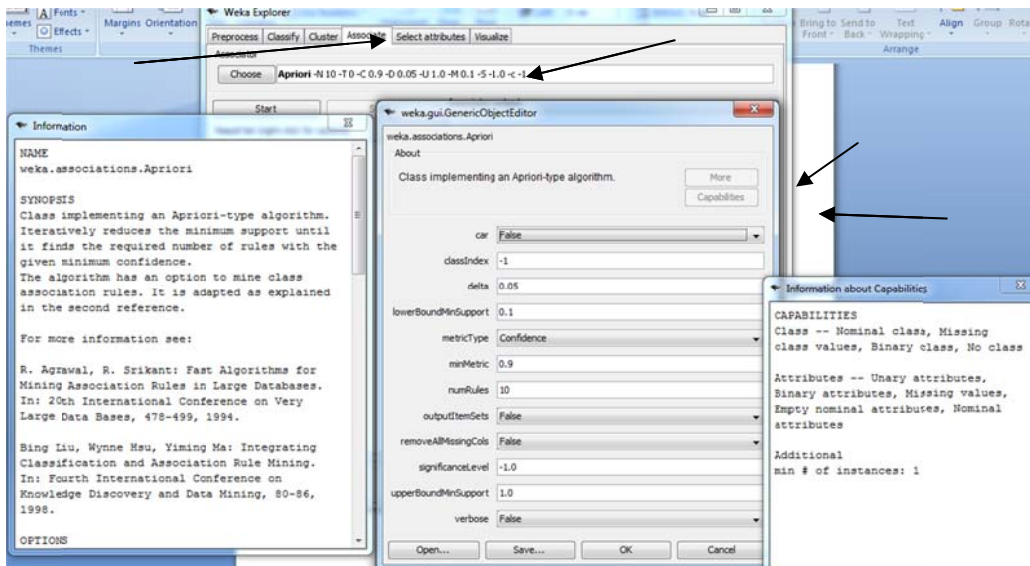 Fonts
Effects
Themes
Margins Orientation
Weka Explorer
Bring to Send to Text Align Group
Front Back Wrapping
Arrange
Preprocess Classify Cluster Associate Select attributes Visualize
Associator
Choose Apriori -N 10 -T 0 -C 0.9 -D 0.05 -U 1.0 -M 0.1 -S -1.0 -c -1
Start
Information
NAME
weka.associations.Apriori
SYNOPSIS
Class implementing an Apriori-type algorithm.
Iteratively reduces the minimum support until
it finds the required number of rules with the
given minimum confidence.
The algorithm has an option to mine class
association rules. It is adapted as explained
in the second reference.
For more information see:
R. Agrawal, R. Srikant: Fast Algorithms for
Mining Association Rules in Large Databases.
In: 20th International Conference on Very
Large Data Bases, 478-499, 1994.
Bing Liu, Wynne Hsu, Yiming Ma: Integrating
Classification and Association Rule Mining.
In: Fourth International Conference on
Knowledge Discovery and Data Mining, 80-86,
1998.
OPTIONS
weka.gui.GenericObjectEditor
weka.associations.Apriori
About
Class implementing an Apriori-type algorithm.
More
Capabilities
car False
classIndex -1
delta 0.05
lowerBoundMinSupport 0.1
metricType Confidence
minMetric 0.9
numRules 10
outputItemSets False
removeAllMissingCols False
significanceLevel -1.0
upperBoundMinSupport 1.0
verbose False
Open... Save... OK Cancel
Information about Capabilities
CAPABILITIES
Class -- Nominal class, Missing
class values, Binary class, No class
Attributes -- Unary attributes,
Binary attributes, Missing values,
Empty nominal attributes, Nominal
attributes
Additional
min # of instances: 1